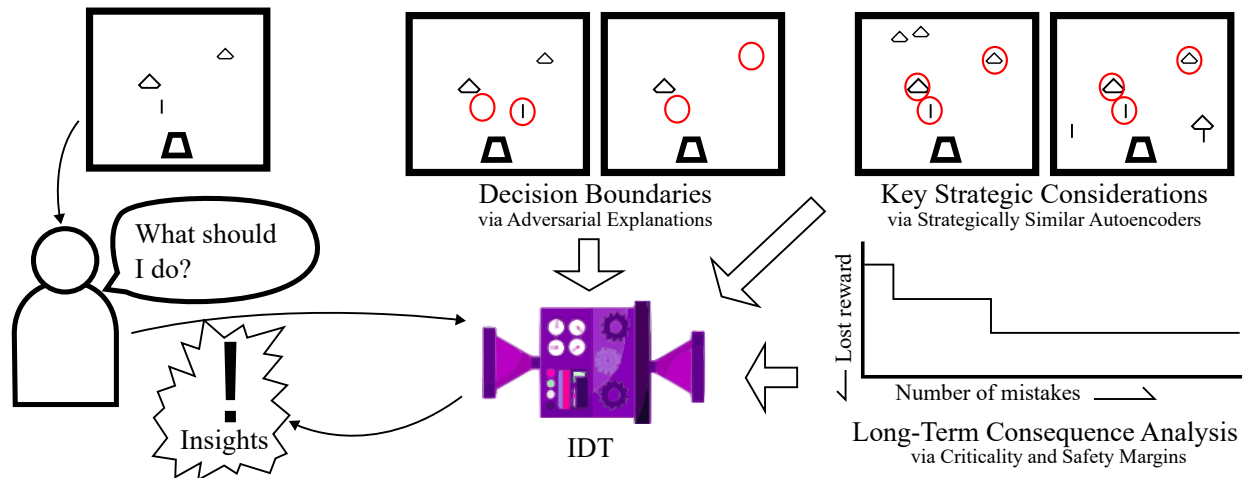 What should
I do?
Insights
Decision Boundaries
via Adversarial Explanations
Key Strategic Considerations
via Strategically Similar Autoencoders
IDT
Lost reward
Number of mistakes
Long-Term Consequence Analysis
via Criticality and Safety Margins